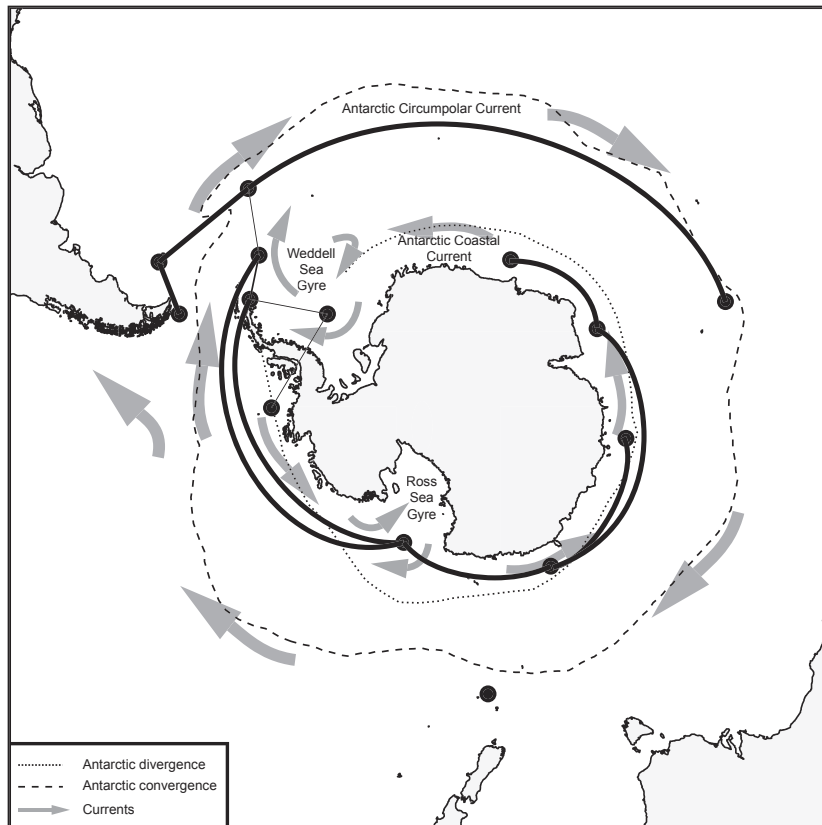 Antarctic Circumpolar Current
Weddell
Sea
Gyre
Antarctic Coastal
Current
Ross
Sea
Gyre
Antarctic divergence
Antarctic convergence
Currents